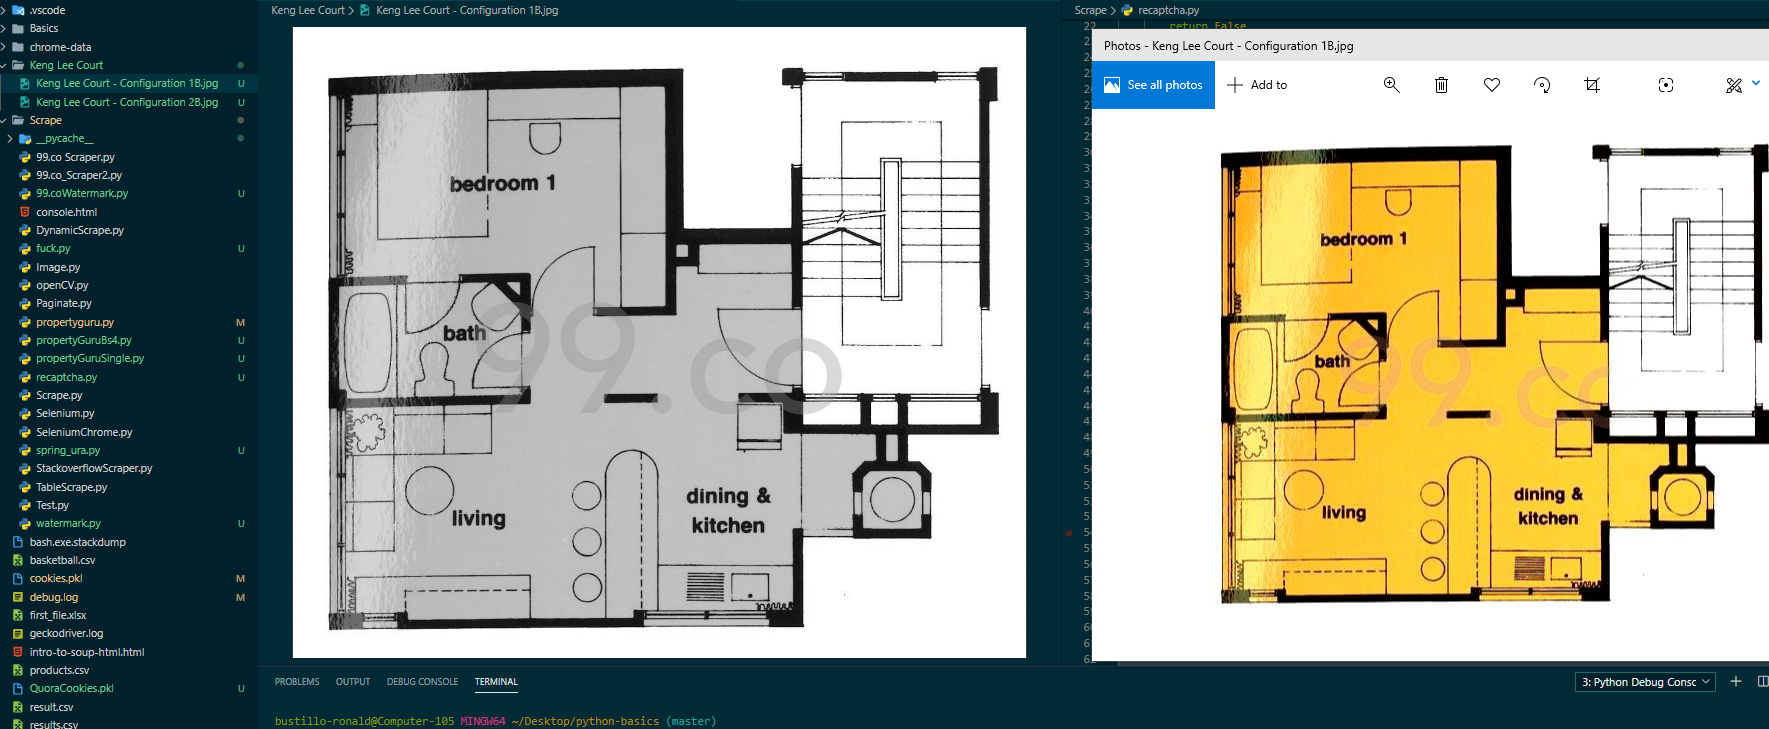 .vscode
Basics
chrome-data
Keng Lee Court
Keng Lee Court - Configuration 1B.jpg U
Keng Lee Court - Configuration 2B.jpg U
Scrape
__pycache__
99.co Scraper.py
99.co_Scraper2.py
99.coWatermark.py U
console.html
DynamicScrape.py
fuck.py U
Image.py
openCV.py
Paginate.py
propertyguru.py M
propertyGuruBs4.py U
propertyGuruSingle.py U
recaptcha.py U
Scrape.py
Selenium.py
SeleniumChrome.py
spring_ura.py U
StackoverflowScraper.py
TableScrape.py
Test.py
watermark.py U
bash.exe.stackdump
basketball.csv
cookies.pkl M
debug.log M
first_file.xlsx
geckodriver.log
intro-to-soup-html.html
products.csv
QuoraCookies.pkl U
result.csv
results.csv
Keng Lee Court > Keng Lee Court - Configuration 1B.jpg
bedroom 1
bath
99.co
living
dining &
kitchen
Scrape > recaptcha.py
22 return False
Photos - Keng Lee Court - Configuration 1B.jpg
See all photos
Add to
bedroom 1
bath
99.co
living
dining &
kitchen
PROBLEMS OUTPUT DEBUG CONSOLE TERMINAL
3: Python Debug Consc
bustillo-ronald@Computer-105 MINGW64 ~/Desktop/python-basics (master)